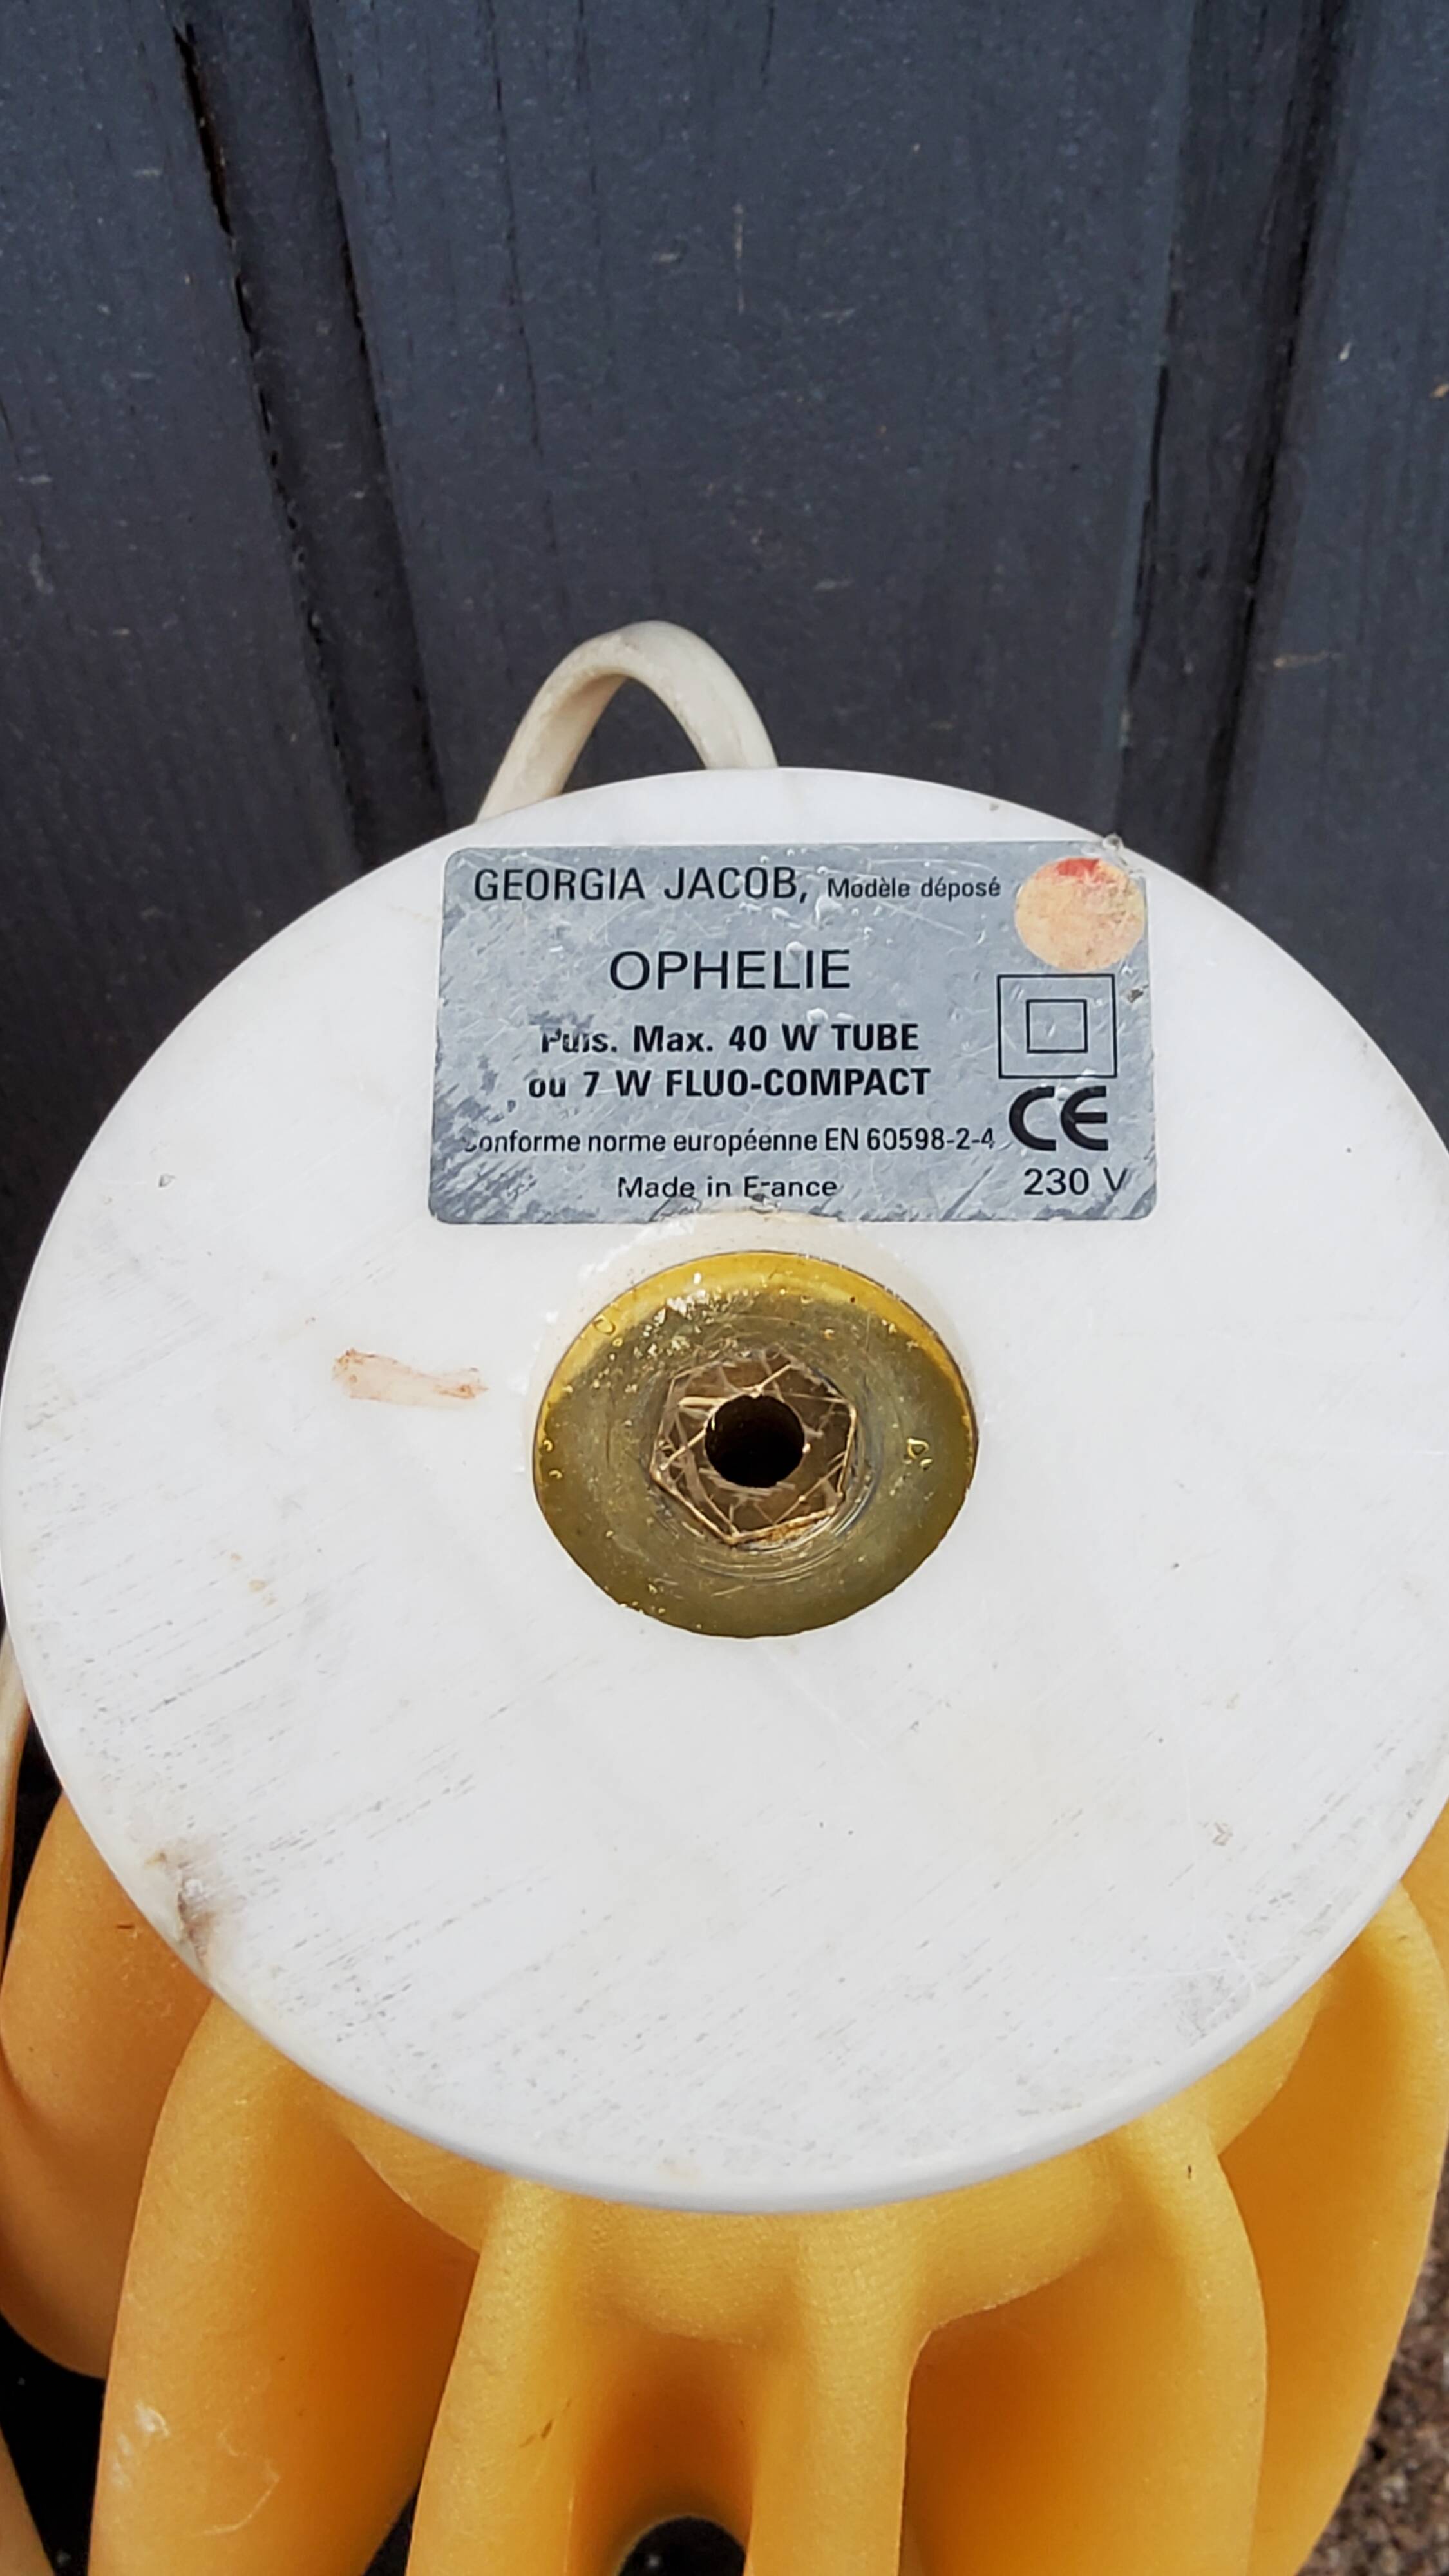 GEORGIA JACOB, Modèle déposé
OPHELIE
Puis. Max. 40 W TUBE
ou 7 W FLUO-COMPACT
conforme norme européenne EN 60598-2-4
CE
Made in France
230 V